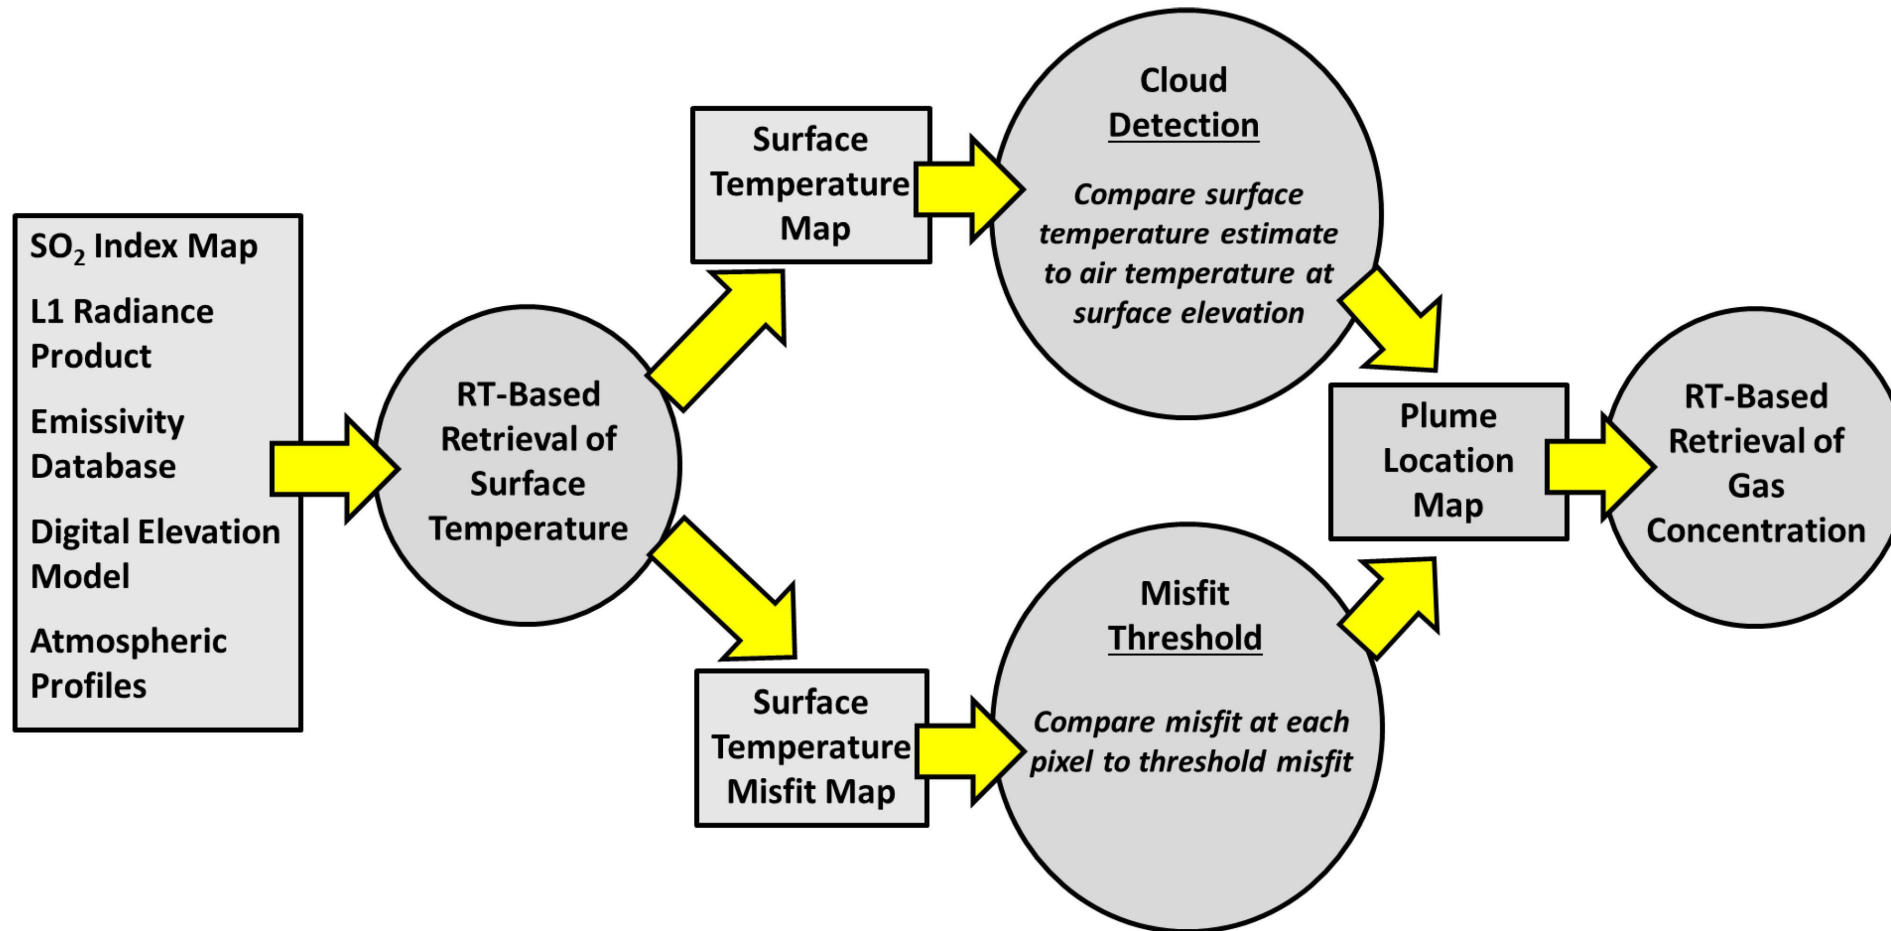 SO₂ Index Map
L1 Radiance
Product
Emissivity
Database
Digital Elevation
Model
Atmospheric
Profiles
RT-Based
Retrieval of
Surface
Temperature
Surface
Temperature
Map
Cloud
Detection
Compare surface
temperature estimate
to air temperature at
surface elevation
Surface
Temperature
Misfit Map
Misfit
Threshold
Compare misfit at each
pixel to threshold misfit
Plume
Location
Map
RT-Based
Retrieval of
Gas
Concentration